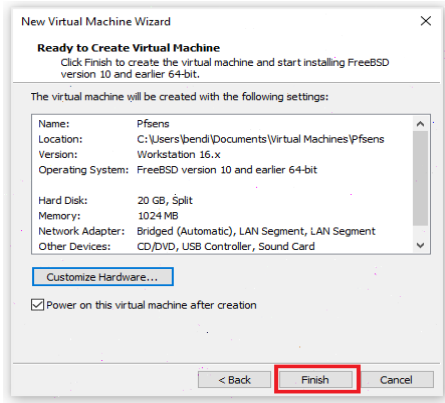 New Virtual Machine Wizard
Ready to Create Virtual Machine
Click Finish to create the virtual machine and start installing FreeBSD
version 10 and earlier 64-bit.
The virtual machine will be created with the following settings:
Name: Pfsens
Location: C:\Users\bendi\Documents\Virtual Machines\Pfsens
Version: Workstation 16.x
Operating System: FreeBSD version 10 and earlier 64-bit
Hard Disk: 20 GB, Split
Memory: 1024 MB
Network Adapter: Bridged (Automatic), LAN Segment, LAN Segment
Other Devices: CD/DVD, USB Controller, Sound Card
Customize Hardware...
Power on this virtual machine after creation
< Back Finish Cancel